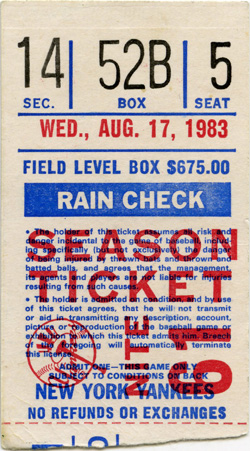 14 52B 5
SEC. BOX SEAT
WED., AUG. 17, 1983
FIELD LEVEL BOX $675.00
RAIN CHECK
SEASON
TICKET
NITE
The holder of this ticket assumes all risk and
danger incidental to the game of baseball, includ-
ing specifically (but not exclusively) the danger
of being injured by thrown bats, thrown or
batted balls, and agrees that the management, its
agents and players are not liable for injuries
resulting from such causes.
The holder is admitted on condition, and by use
of this ticket agrees, that he will not transmit
or aid in transmitting any description, account,
picture or reproduction of the baseball game or
this ticket admits him. Breach
of the foregoing will automatically terminate
this license.
ADMIT ONE—THIS GAME ONLY.
SUBJECT TO CONDITIONS ON BACK
NEW YORK YANKEES
NO REFUNDS OR EXCHANGES